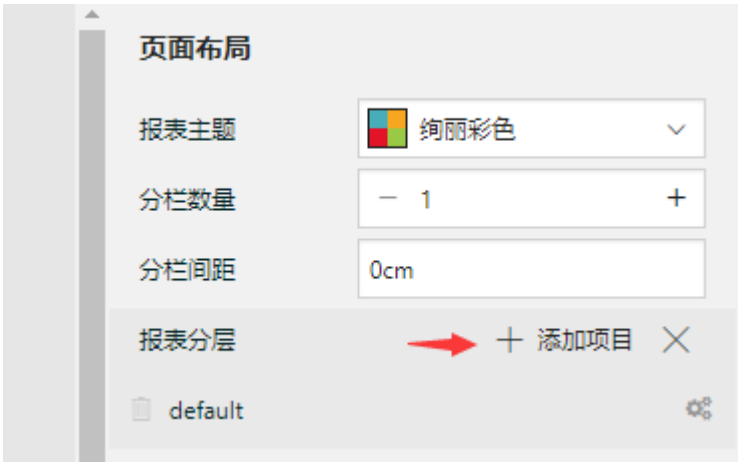 页面布局
报表主题 绚丽彩色
分栏数量 − 1 +
分栏间距 0cm
报表分层 + 添加项目 ×
default